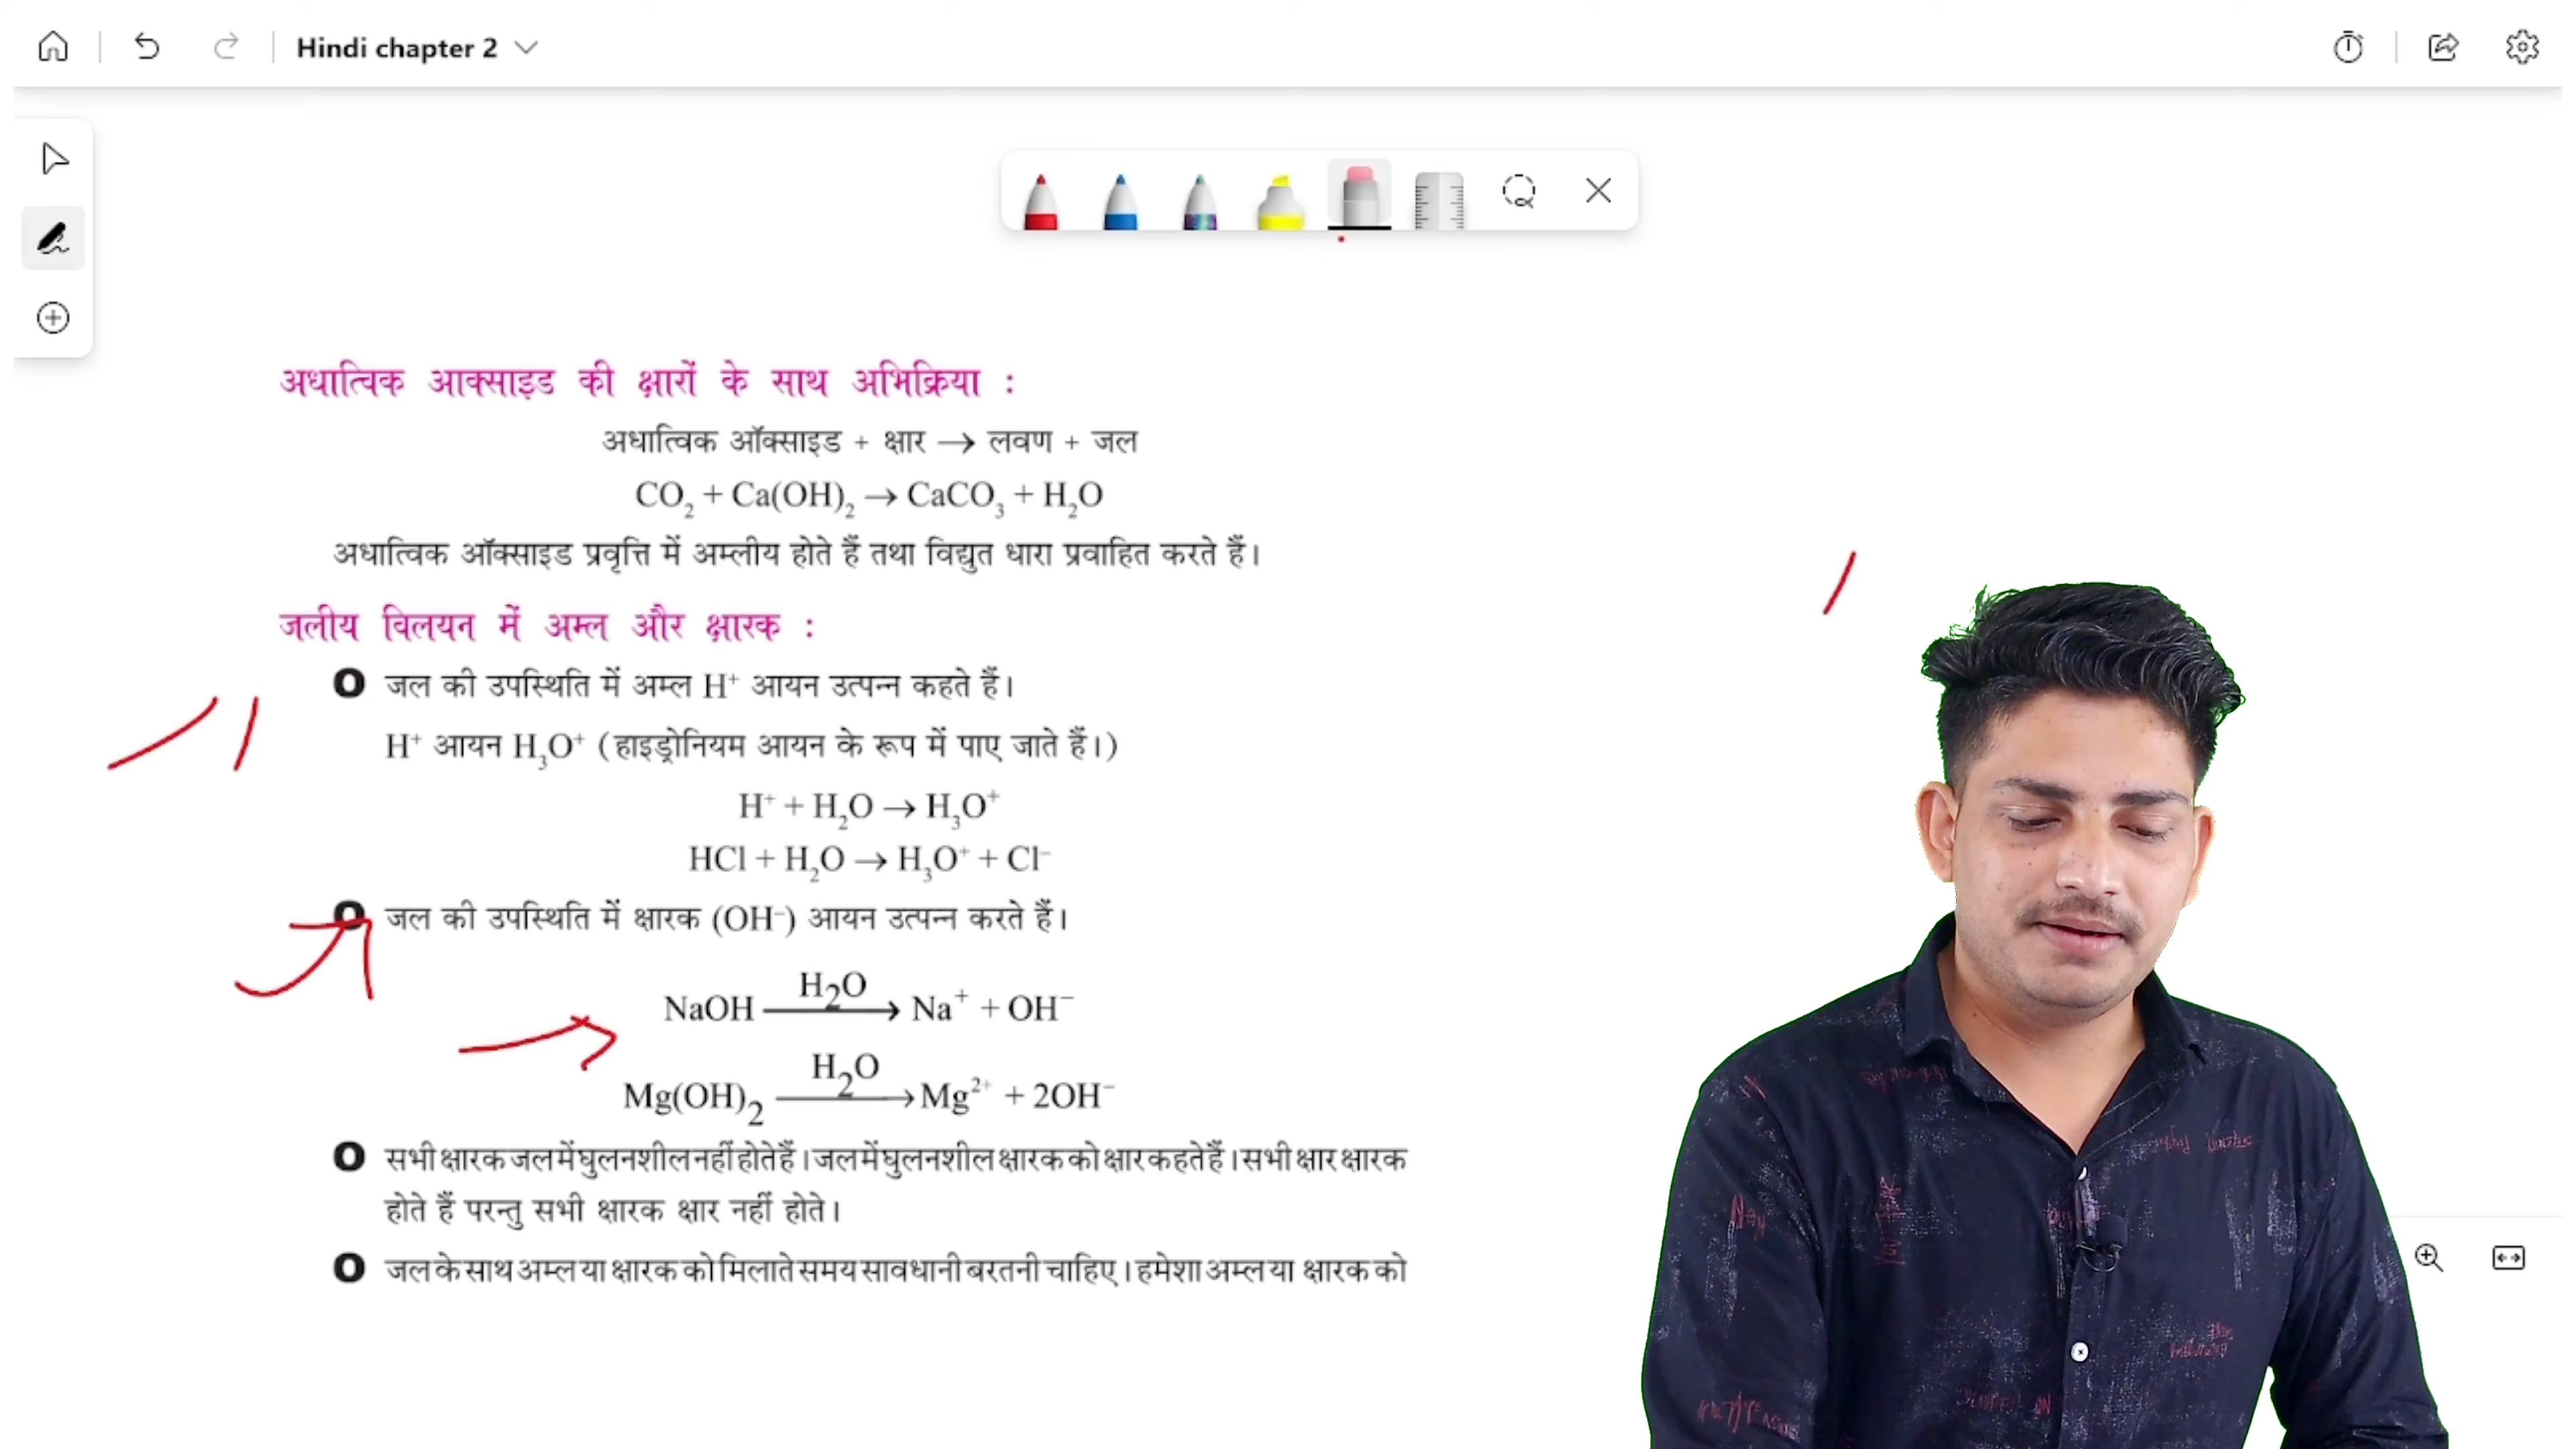 Hindi chapter 2
अधात्विक आक्साइड की क्षारों के साथ अभिक्रिया :
अधात्विक ऑक्साइड + क्षार → लवण + जल
CO₂ + Ca(OH)₂ → CaCO₃ + H₂O
अधात्विक ऑक्साइड प्रवृत्ति में अम्लीय होते हैं तथा विद्युत धारा प्रवाहित करते हैं।
जलीय विलयन में अम्ल और क्षारक :
जल की उपस्थिति में अम्ल H⁺ आयन उत्पन्न कहते हैं।
H⁺ आयन H₃O⁺ (हाइड्रोनियम आयन के रूप में पाए जाते हैं।)
H⁺ + H₂O → H₃O⁺
HCl + H₂O → H₃O⁺ + Cl⁻
जल की उपस्थिति में क्षारक (OH⁻) आयन उत्पन्न करते हैं।
H₂O
NaOH → Na⁺ + OH⁻
H₂O
Mg(OH)₂ → Mg²⁺ + 2OH⁻
सभी क्षारक जल में घुलनशील नहीं होते हैं। जल में घुलनशील क्षारक को क्षार कहते हैं। सभी क्षार क्षारक
होते हैं परन्तु सभी क्षारक क्षार नहीं होते।
जल के साथ अम्ल या क्षारक को मिलाते समय सावधानी बरतनी चाहिए। हमेशा अम्ल या क्षारक को